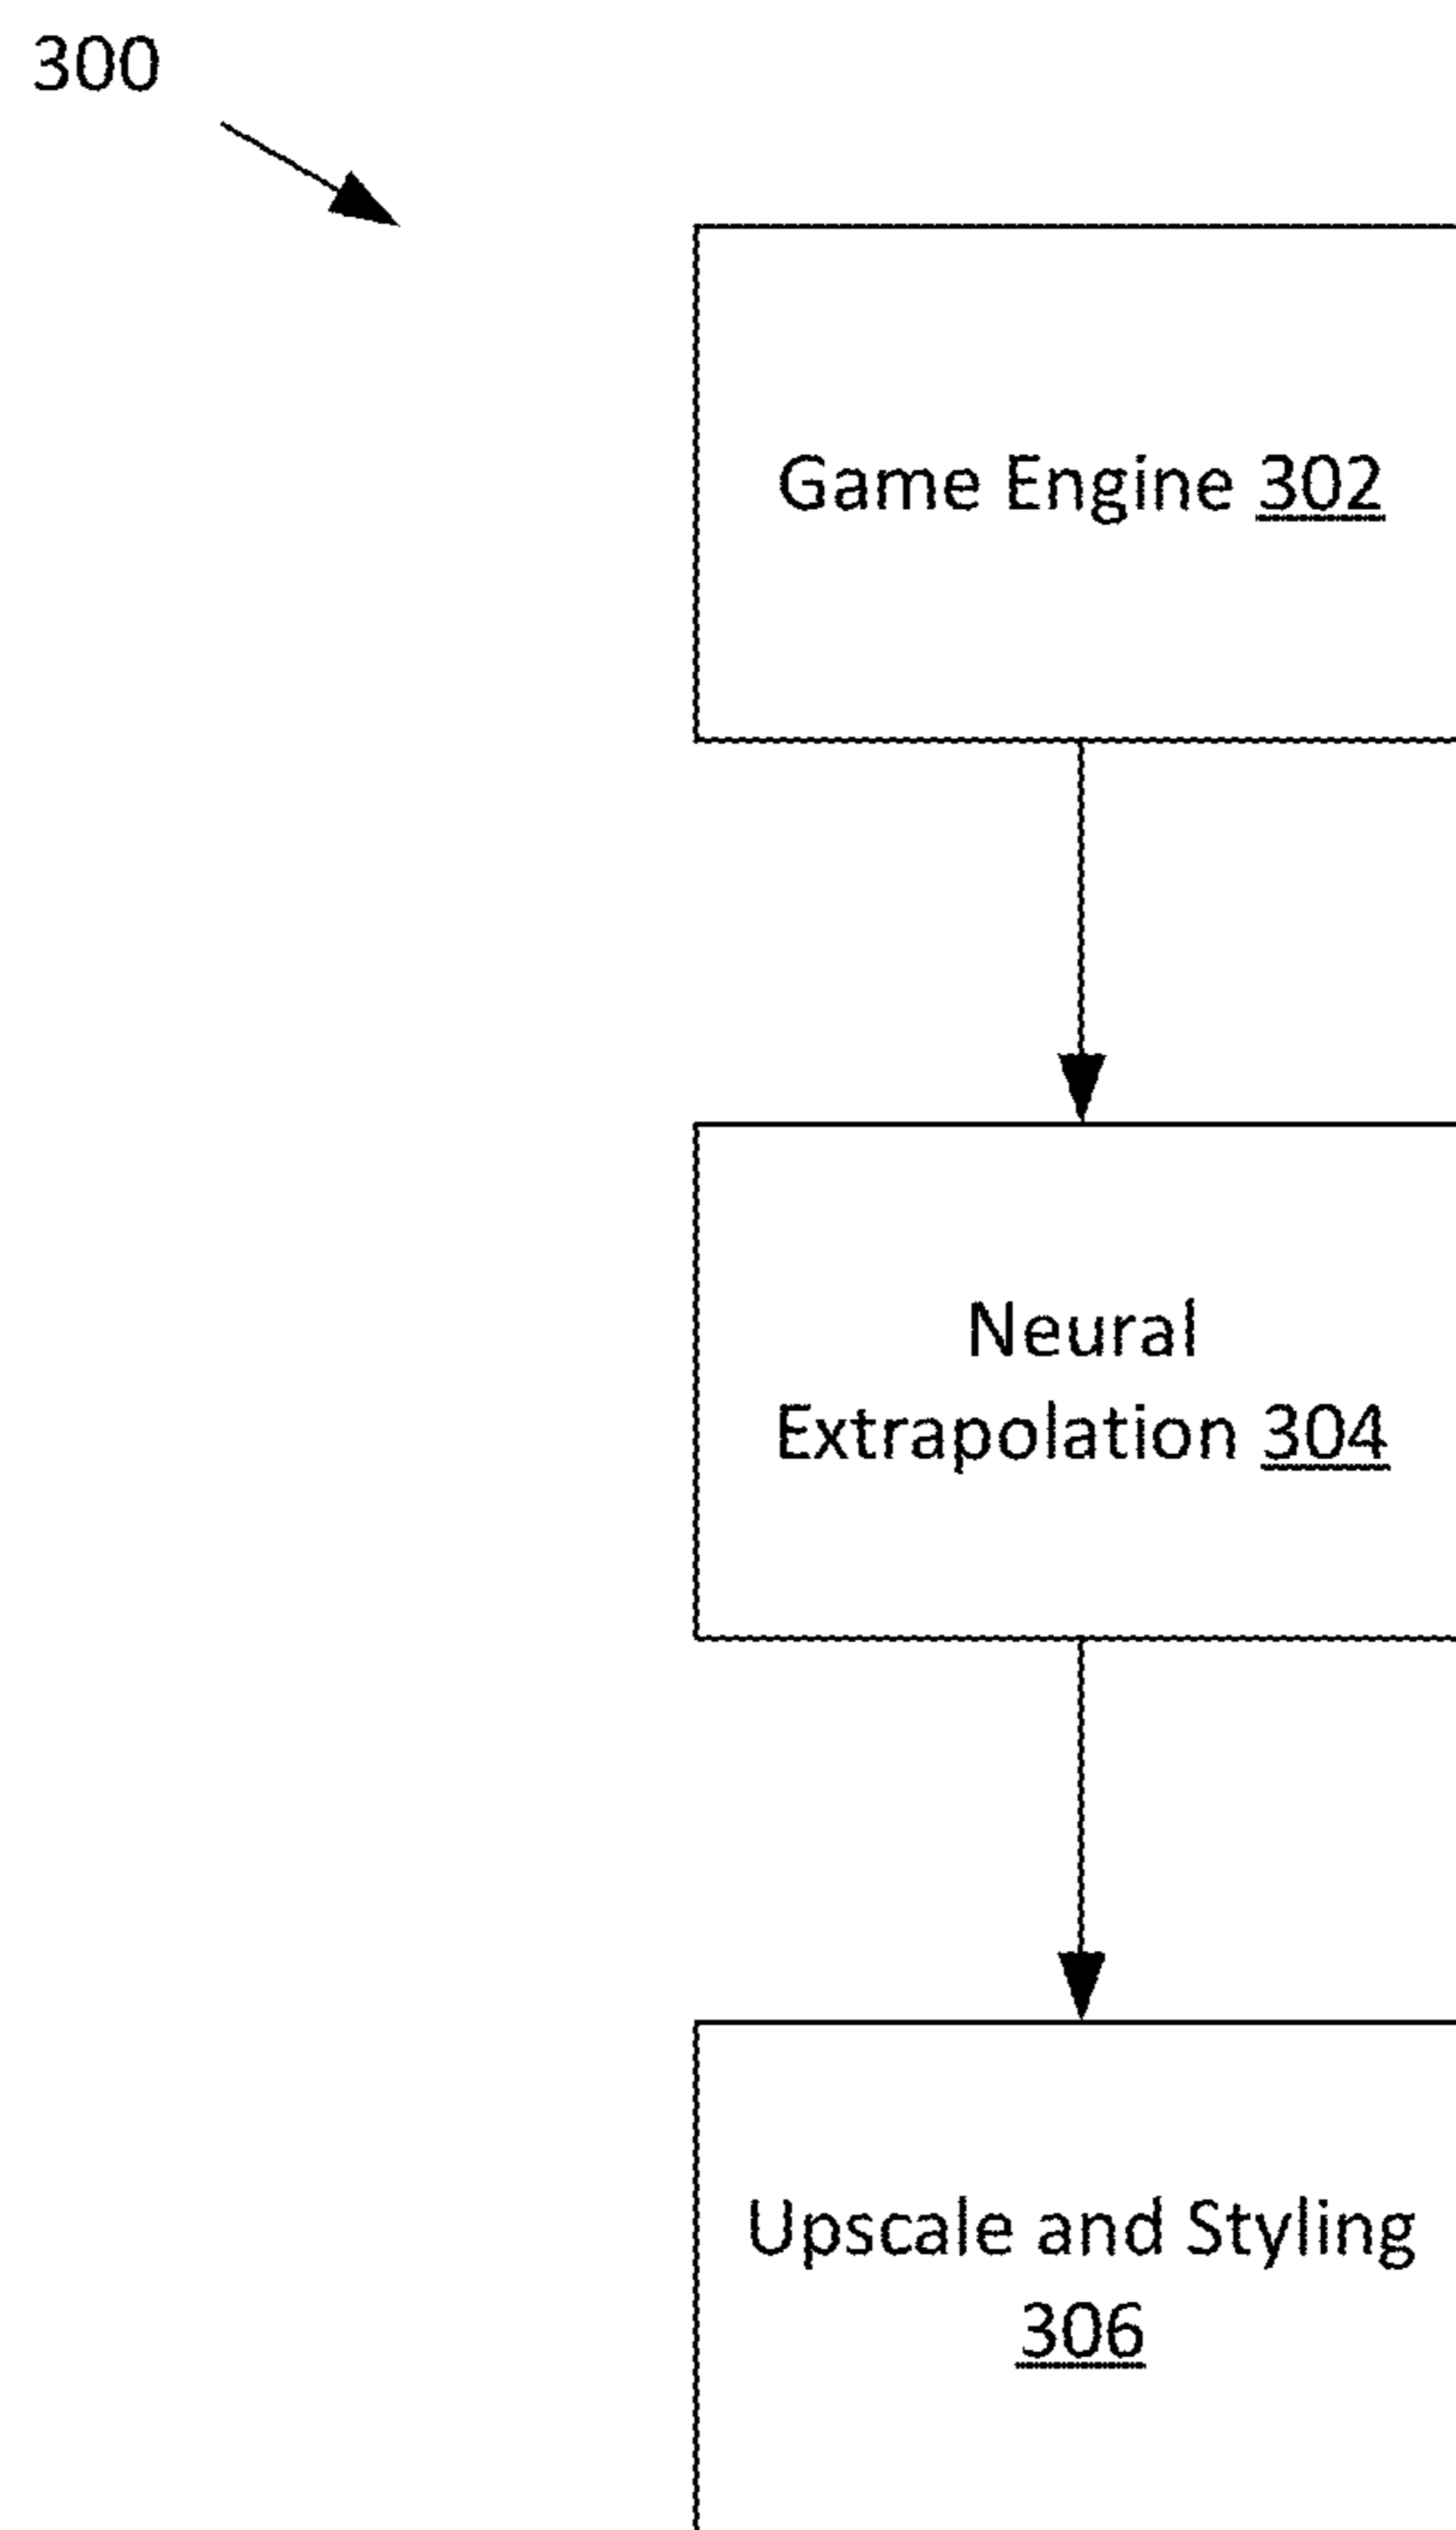 300
Game Engine 302
Neural
Extrapolation 304
Upscale and Styling
306